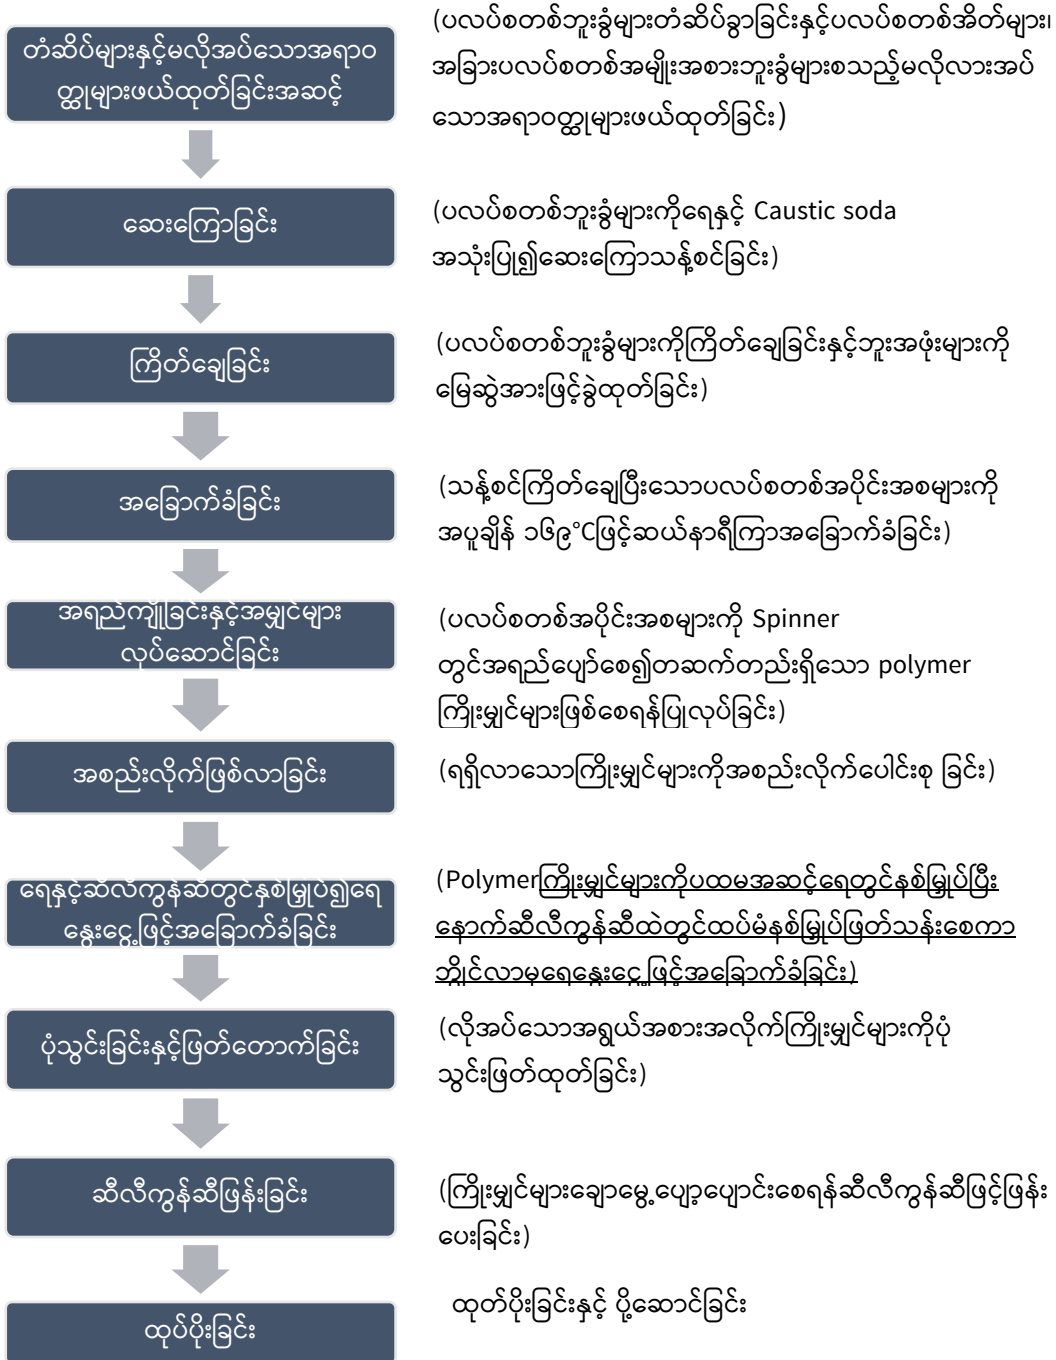 တံဆိပ်များနှင့်မလိုအပ်သောအရာဝ
တ္ထုများဖယ်ထုတ်ခြင်းအဆင့်
(ပလပ်စတစ်ဘူးခွံများတံဆိပ်ခွာခြင်းနှင့်ပလပ်စတစ်အိတ်များ၊
အခြားပလပ်စတစ်အမျိုးအစားဘူးခွံများစသည့်မလိုလားအပ်
သောအရာဝတ္ထုများဖယ်ထုတ်ခြင်း)
ဆေးကြောခြင်း
(ပလပ်စတစ်ဘူးခွံများကိုရေနှင့် Caustic soda
အသုံးပြု၍ဆေးကြောသန့်စင်ခြင်း)
ကြိတ်ချေခြင်း
(ပလပ်စတစ်ဘူးခွံများကိုကြိတ်ချေခြင်းနှင့်ဘူးအဖုံးများကို
မြေဆွဲအားဖြင့်ခွဲထုတ်ခြင်း)
အခြောက်ခံခြင်း
(သန့်စင်ကြိတ်ချေပြီးသောပလပ်စတစ်အပိုင်းအစများကို
အပူချိန် ၁၆၉°Cဖြင့်ဆယ်နာရီကြာအခြောက်ခံခြင်း)
အရည်ကျိုခြင်းနှင့်အမျှင်များ
လုပ်ဆောင်ခြင်း
(ပလပ်စတစ်အပိုင်းအစများကို Spinner
တွင်အရည်ပျော်စေ၍တဆက်တည်းရှိသော polymer
ကြိုးမျှင်များဖြစ်စေရန်ပြုလုပ်ခြင်း)
အစည်းလိုက်ဖြစ်လာခြင်း
(ရရှိလာသောကြိုးမျှင်များကိုအစည်းလိုက်ပေါင်းစု ခြင်း)
ရေနှင့်ဆီလီကွန်ဆီတွင်နှစ်မြှုပ်၍ရေ
နွေးငွေ့ဖြင့်အခြောက်ခံခြင်း
(Polymerကြိုးမျှင်များကိုပထမအဆင့်ရေတွင်နစ်မြှုပ်ပြီး
နောက်ဆီလီကွန်ဆီထဲတွင်ထပ်မံနစ်မြှုပ်ဖြတ်သန်းစေကာ
ဘွိုင်လာမှရေနွေးငွေ့ဖြင့်အခြောက်ခံခြင်း)
ပုံသွင်းခြင်းနှင့်ဖြတ်တောက်ခြင်း
(လိုအပ်သောအရွယ်အစားအလိုက်ကြိုးမျှင်များကိုပုံ
သွင်းဖြတ်ထုတ်ခြင်း)
ဆီလီကွန်ဆီဖြန်းခြင်း
(ကြိုးမျှင်များချောမွေ့ပျော့ပျောင်းစေရန်ဆီလီကွန်ဆီဖြင့်ဖြန်း
ပေးခြင်း)
ထုပ်ပိုးခြင်း
ထုတ်ပိုးခြင်းနှင့် ပို့ဆောင်ခြင်း